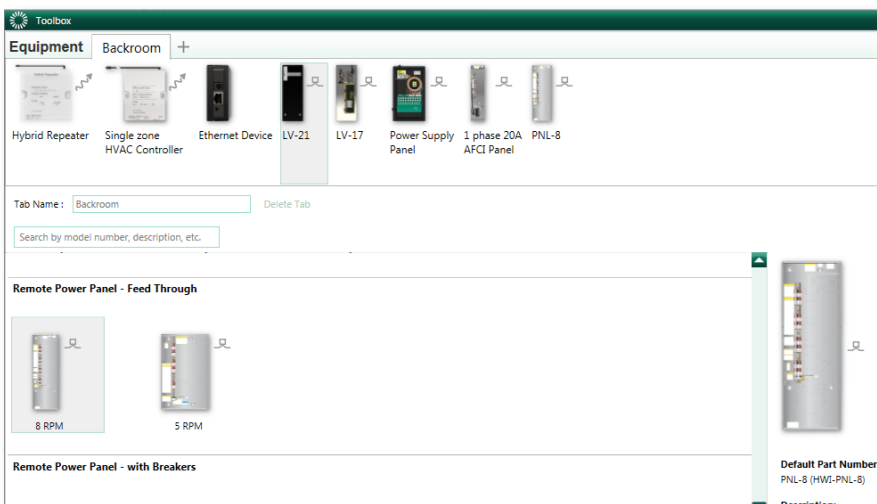 Toolbox
Equipment
Backroom
+
Hybrid Repeater
Single zone
HVAC Controller
Ethernet Device
LV-21
LV-17
Power Supply
Panel
1 phase 20A
AFCI Panel
PNL-8
Tab Name :
Backroom
Delete Tab
Search by model number, description, etc.
Remote Power Panel - Feed Through
8 RPM
5 RPM
Remote Power Panel - with Breakers
Default Part Number
PNL-8 (HWI-PNL-8)
Description: